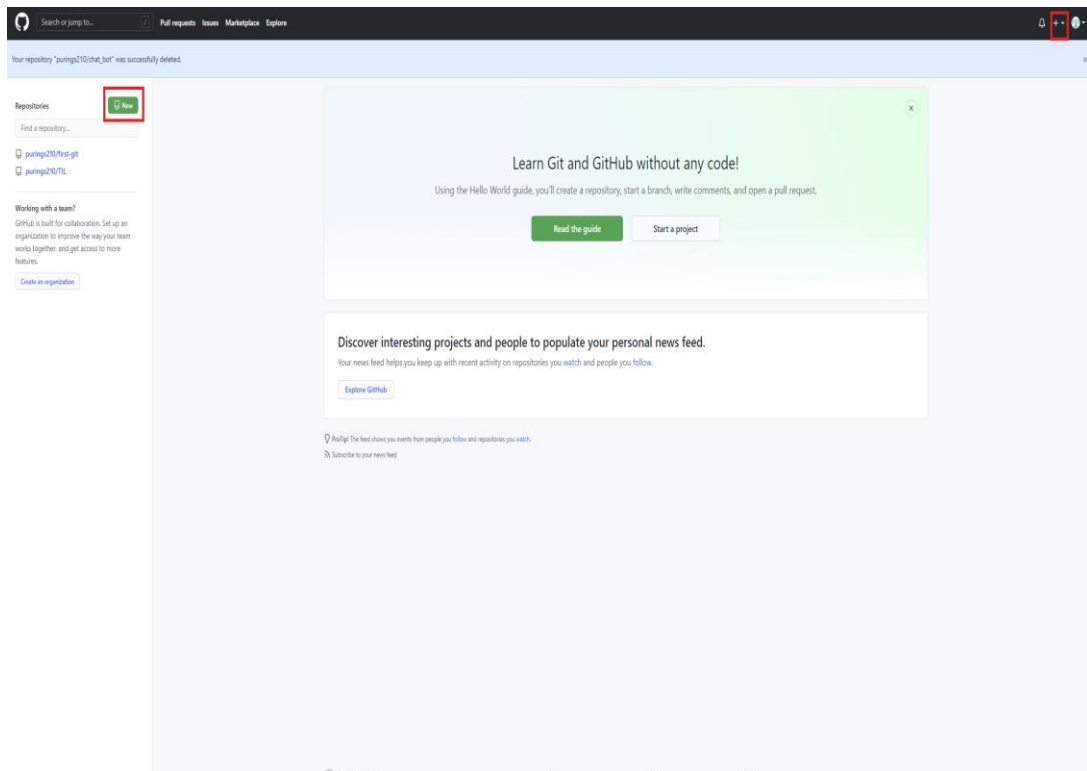 Search or jump to...
/
Pull requests Issues Marketplace Explore
Your repository "purings210/chat_bot" was successfully deleted.
Repositories
New
Find a repository...
purings210/first-git
purings210/TIL
Working with a team?
GitHub is built for collaboration. Set up an
organization to improve the way your team
works together, and get access to more
features.
Create an organization
Learn Git and GitHub without any code!
Using the Hello World guide, you'll create a repository, start a branch, write comments, and open a pull request.
Read the guide
Start a project
Discover interesting projects and people to populate your personal news feed.
Your news feed helps you keep up with recent activity on repositories you watch and people you follow.
Explore GitHub
ProTip! The feed shows you events from people you follow and repositories you watch.
Subscribe to your news feed